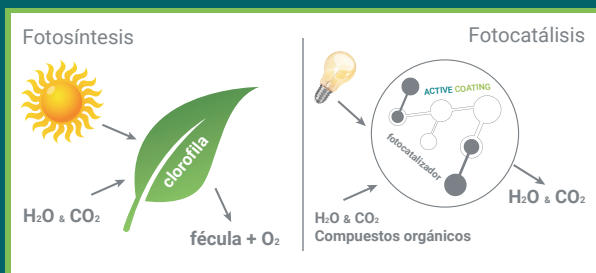 Fotosíntesis
clorofila
H₂O & CO₂
fécula + O₂
Fotocatálisis
ACTIVE COATING
fotocatalizador
H₂O & CO₂
Compuestos orgánicos
H₂O & CO₂